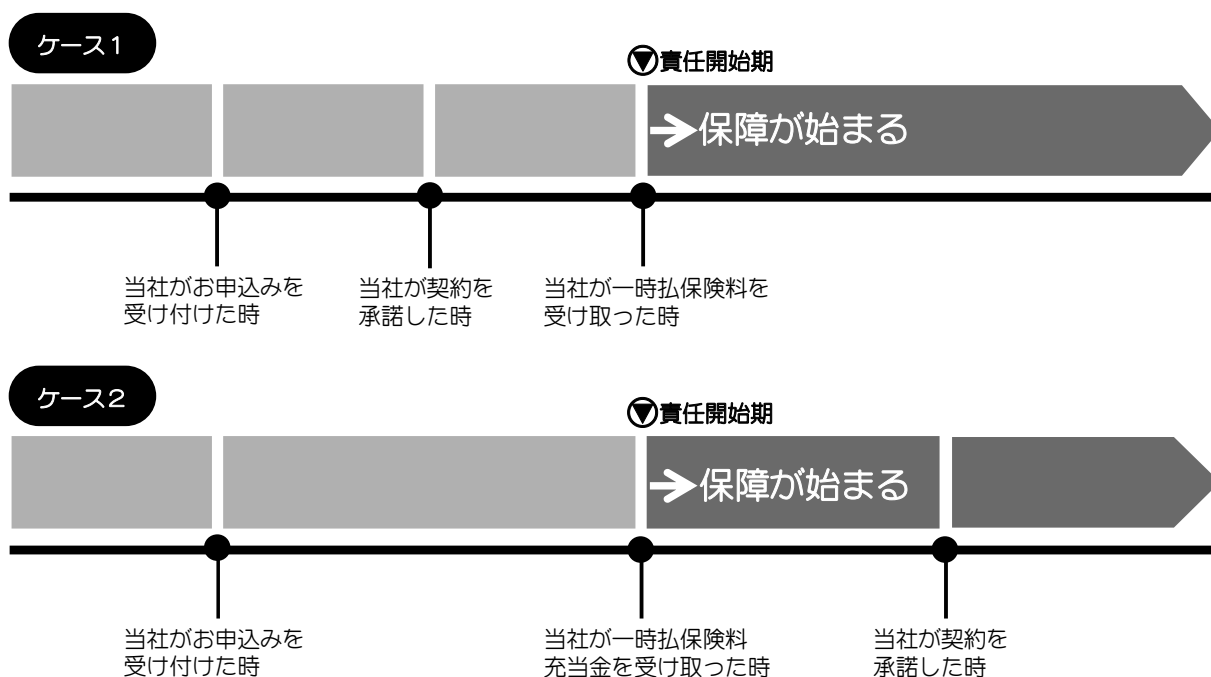 ケース1
責任開始期
→保障が始まる
当社がお申込みを
受け付けた時
当社が契約を
承諾した時
当社が一時払保険料を
受け取った時
ケース2
責任開始期
→保障が始まる
当社がお申込みを
受け付けた時
当社が一時払保険料
充当金を受け取った時
当社が契約を
承諾した時